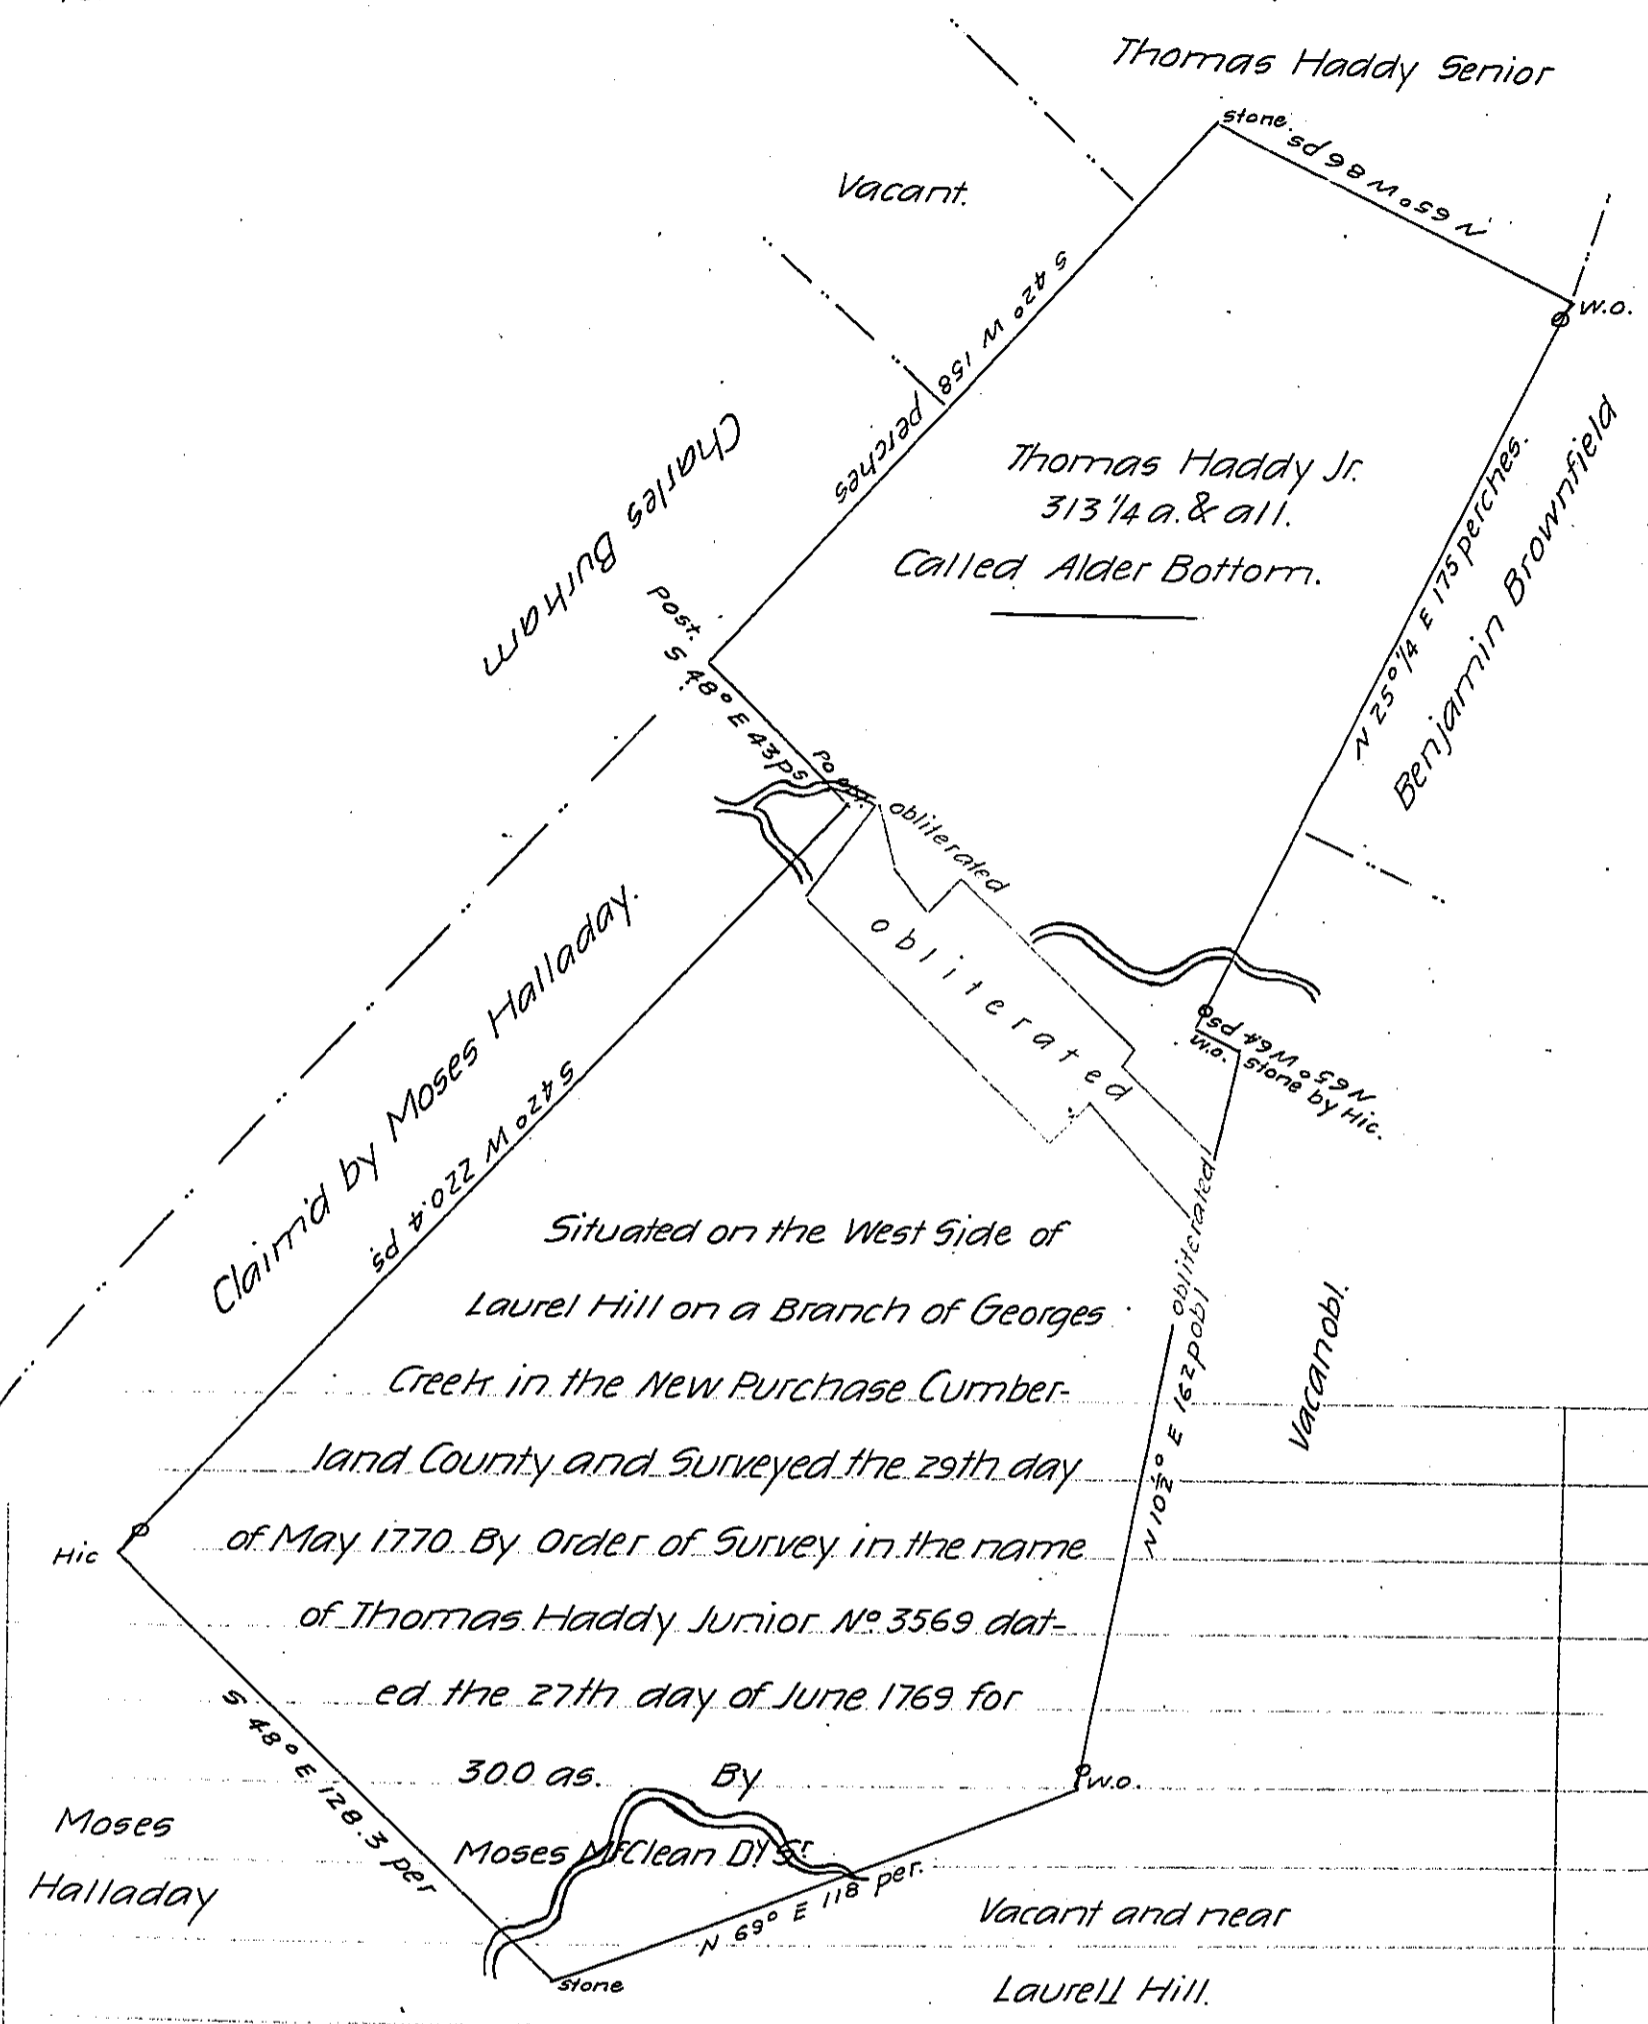 Thomas Haddy Senior
stone.
N 65° W 86 ps
Vacant.
W.O.
S 42° W 158 perches
Charles Burham
Thomas Haddy Jr.
313 1/4 a. & all.
Called Alder Bottom.
N 25° 1/4 E 175 perches.
Benjamin Brownfield
Post.
S 48° E 43 ps
obliterated
obliterated
N 65° W 64 ps
W.O.
Stone by Hic.
Claim'd by Moses Halladay.
S 42° W 220.4 ps
Situated on the West Side of
Laurel Hill on a Branch of Georges
Creek in the New Purchase Cumber-
land County and Surveyed the 29th day
of May 1770 By Order of Survey in the name
of Thomas Haddy Junior No 3569 dat-
ed the 27th day of June 1769 for
300 as. By
Moses McClean Dy Sr
obliterated
N 10 1/2° E 162 pobl
Vacanobl.
Hic
S 48° E 128.3 per
Moses
Halladay
W.O.
N 69° E 118 per.
stone
Vacant and near
Laurell Hill.